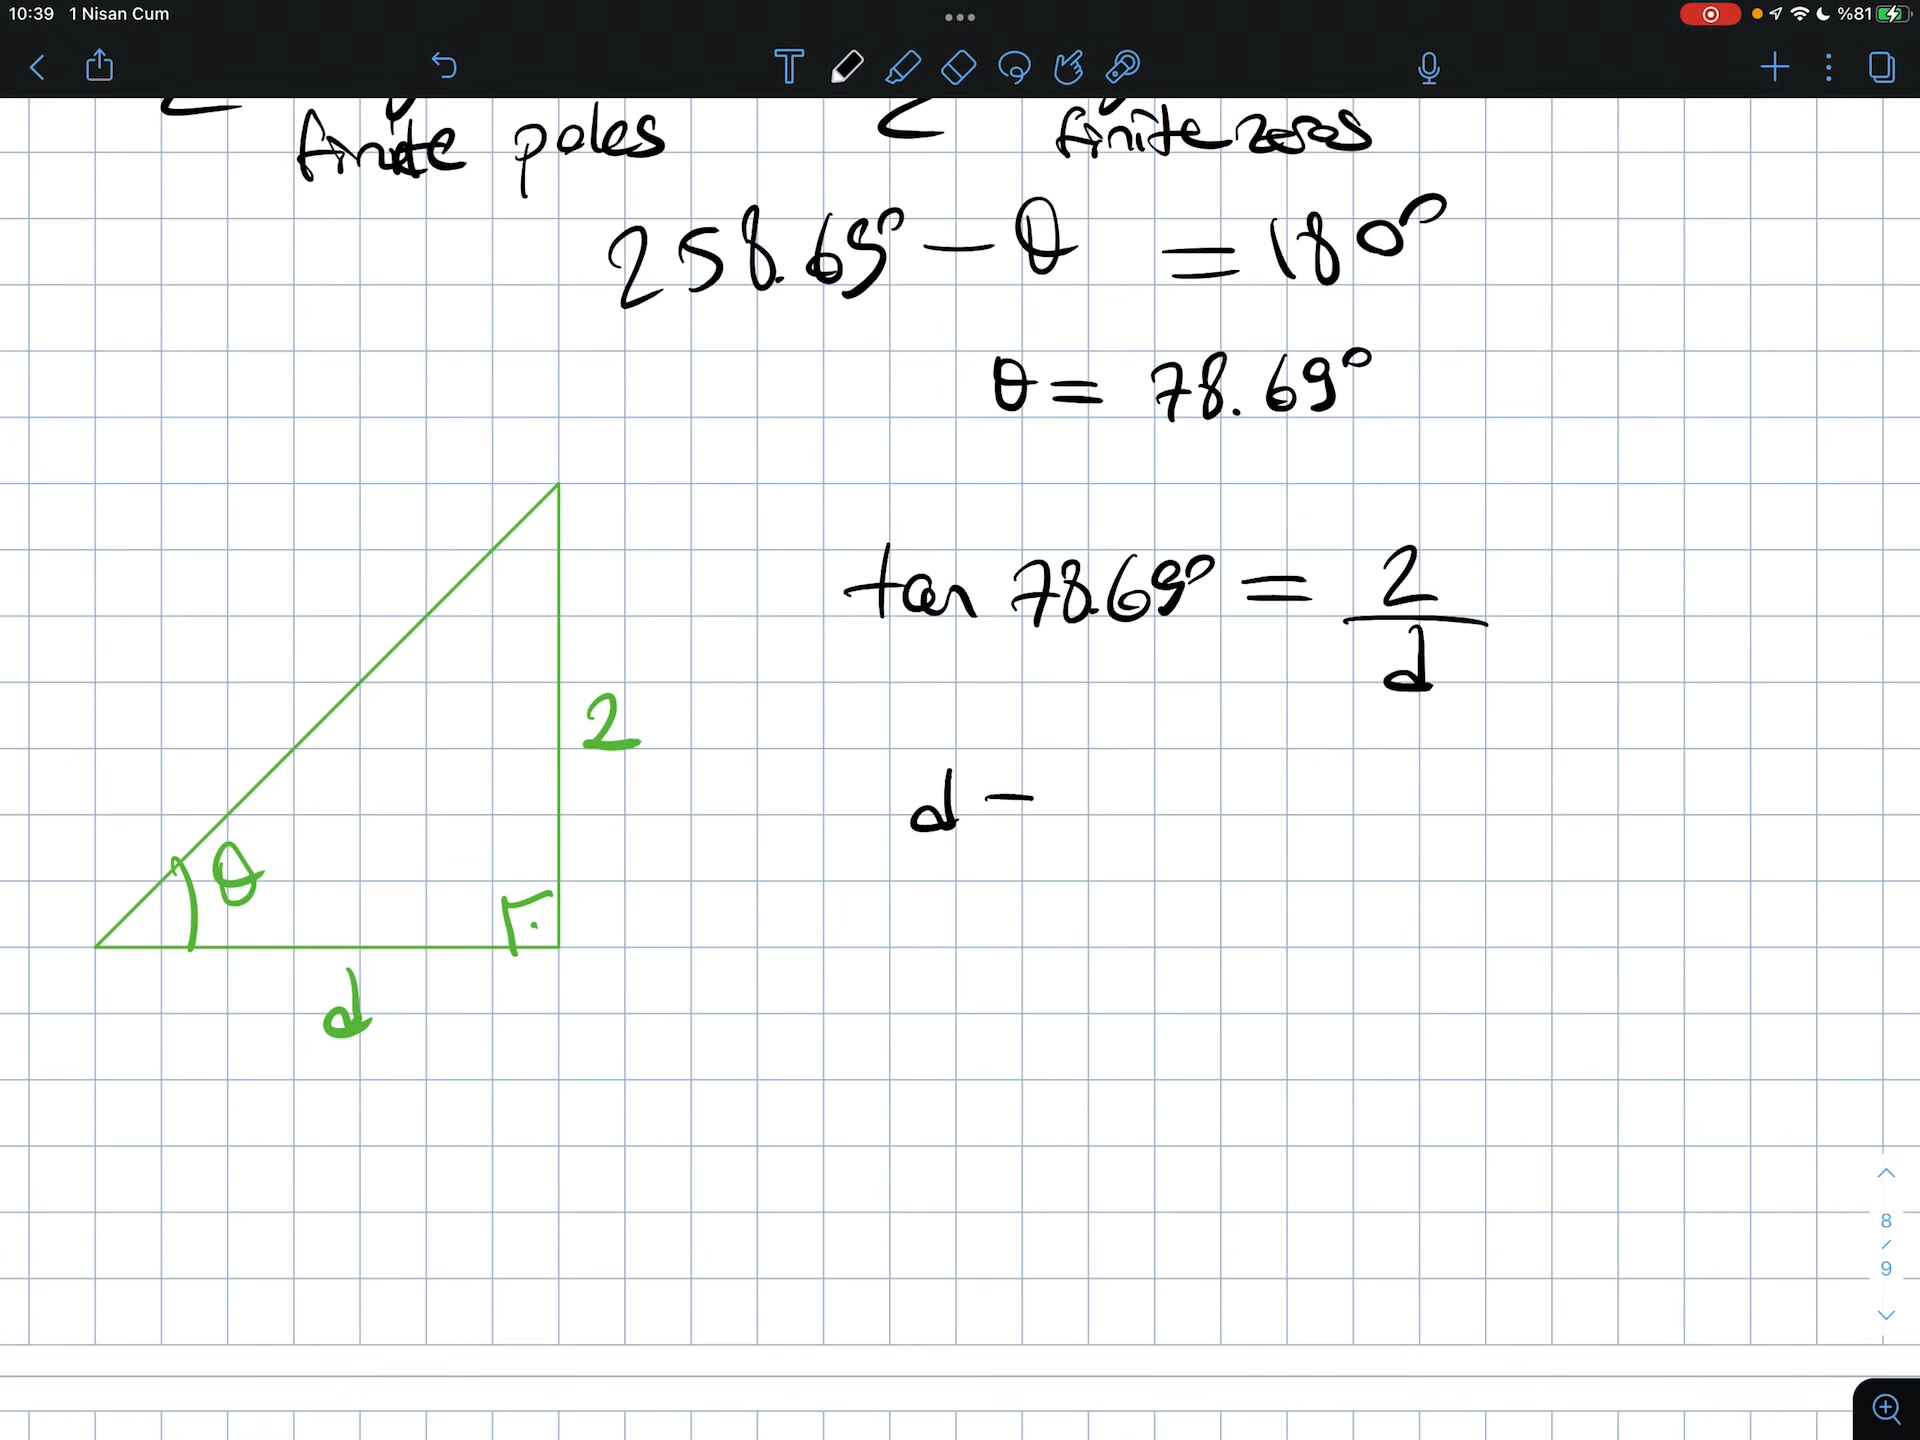 10:39 1 Nisan Cum
%81
finite poles
finite zeros
258.69° - θ = 180°
θ = 78.69°
tan 78.69° = 2/d
2
d -
θ
d
8
/
9